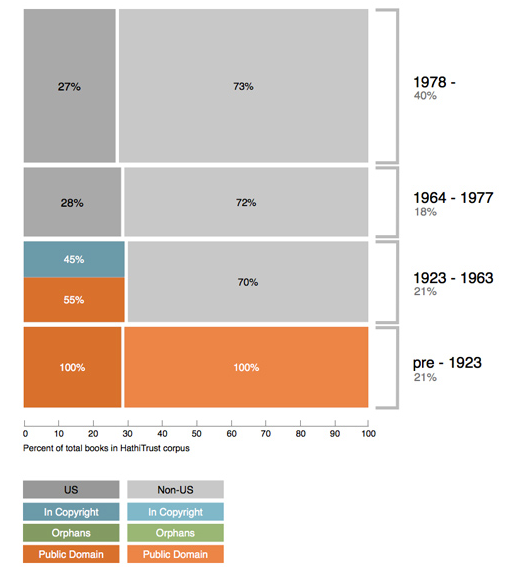 27% 73%
1978 -
40%
28% 72%
1964 - 1977
18%
45%
55%
70%
1923 - 1963
21%
100% 100%
pre - 1923
21%
0 10 20 30 40 50 60 70 80 90 100
Percent of total books in HathiTrust corpus
US Non-US
In Copyright In Copyright
Orphans Orphans
Public Domain Public Domain